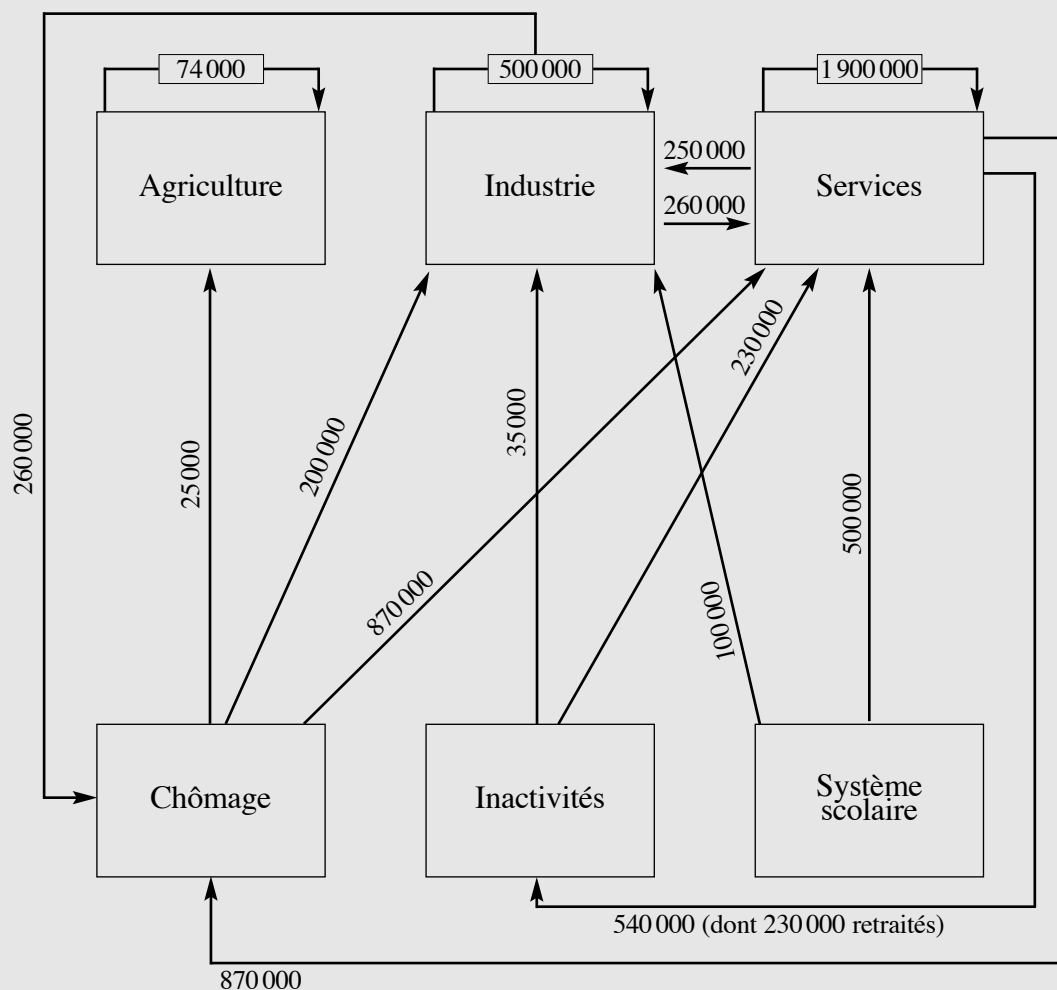 74 000
500 000
1 900 000
Agriculture
Industrie
250 000
260 000
Services
260 000
25 000
200 000
870 000
35 000
230 000
100 000
500 000
Chômage
Inactivités
Système
scolaire
540 000 (dont 230 000 retraités)
870 000